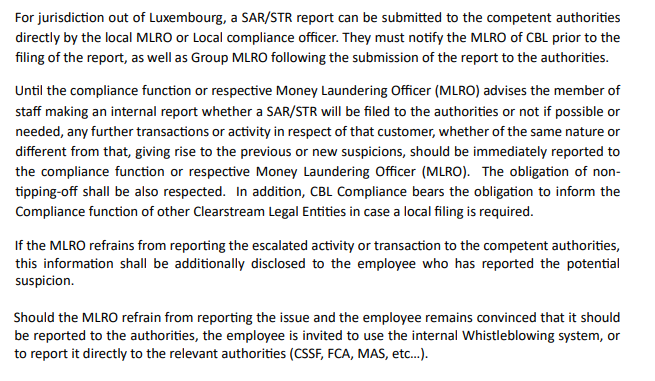 For jurisdiction out of Luxembourg, a SAR/STR report can be submitted to the competent authorities
directly by the local MLRO or Local compliance officer. They must notify the MLRO of CBL prior to the
filing of the report, as well as Group MLRO following the submission of the report to the authorities.
Until the compliance function or respective Money Laundering Officer (MLRO) advises the member of
staff making an internal report whether a SAR/STR will be filed to the authorities or not if possible or
needed, any further transactions or activity in respect of that customer, whether of the same nature or
different from that, giving rise to the previous or new suspicions, should be immediately reported to
the compliance function or respective Money Laundering Officer (MLRO). The obligation of non-
tipping-off shall be also respected. In addition, CBL Compliance bears the obligation to inform the
Compliance function of other Clearstream Legal Entities in case a local filing is required.
If the MLRO refrains from reporting the escalated activity or transaction to the competent authorities,
this information shall be additionally disclosed to the employee who has reported the potential
suspicion.
Should the MLRO refrain from reporting the issue and the employee remains convinced that it should
be reported to the authorities, the employee is invited to use the internal Whistleblowing system, or
to report it directly to the relevant authorities (CSSF, FCA, MAS, etc...).